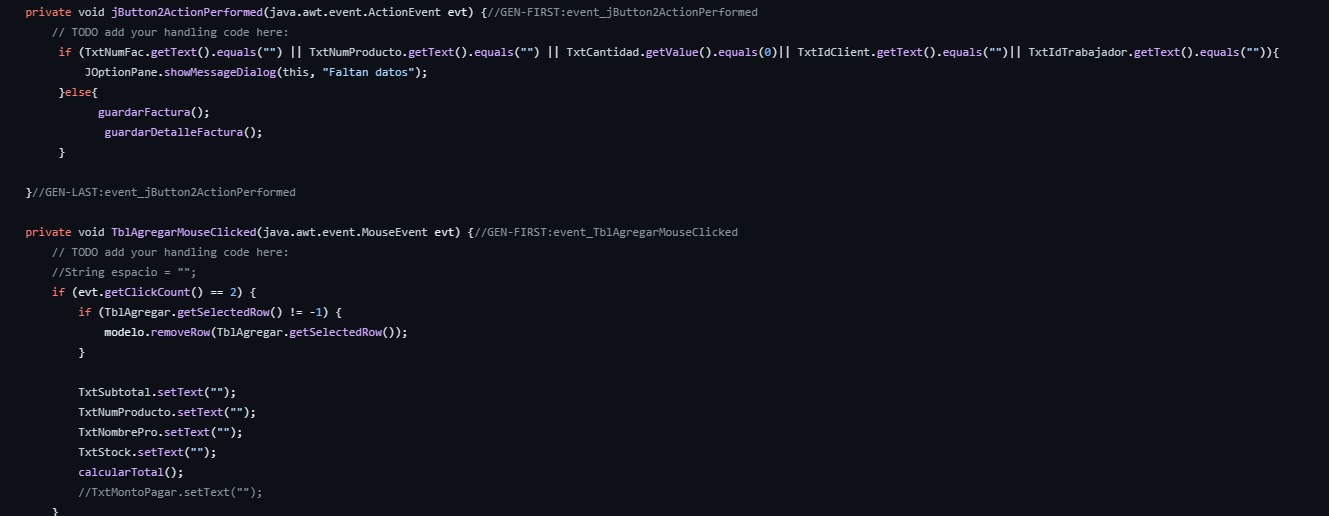 private void jButton2ActionPerformed(java.awt.event.ActionEvent evt) {//GEN-FIRST:event_jButton2ActionPerformed
// TODO add your handling code here:
if (TxtNumFac.getText().equals("") || TxtNumProducto.getText().equals("") || TxtCantidad.getValue().equals(0)|| TxtIdClient.getText().equals("")|| TxtIdTrabajador.getText().equals("")){
JOptionPane.showMessageDialog(this, "Faltan datos");
}else{
guardarFactura();
guardarDetalleFactura();
}
}//GEN-LAST:event_jButton2ActionPerformed
private void TblAgregarMouseClicked(java.awt.event.MouseEvent evt) {//GEN-FIRST:event_TblAgregarMouseClicked
// TODO add your handling code here:
//String espacio = "";
if (evt.getClickCount() == 2) {
if (TblAgregar.getSelectedRow() != -1) {
modelo.removeRow(TblAgregar.getSelectedRow());
}
TxtSubtotal.setText("");
TxtNumProducto.setText("");
TxtNombrePro.setText("");
TxtStock.setText("");
calcularTotal();
//TxtMontoPagar.setText("");
}